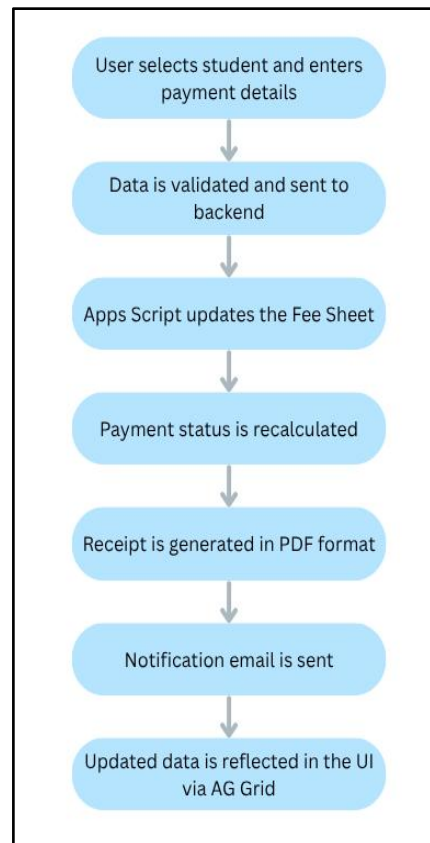 User selects student and enters
payment details
Data is validated and sent to
backend
Apps Script updates the Fee Sheet
Payment status is recalculated
Receipt is generated in PDF format
Notification email is sent
Updated data is reflected in the UI
via AG Grid